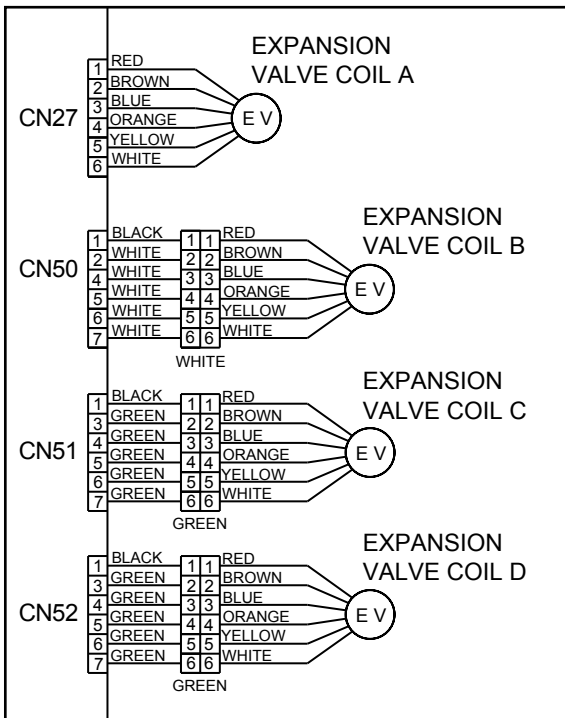 EXPANSION
VALVE COIL A
CN27
1 RED
2 BROWN
3 BLUE
4 ORANGE
5 YELLOW
6 WHITE
E V
EXPANSION
VALVE COIL B
CN50
1 BLACK 1 1 RED
2 WHITE 2 2 BROWN
4 WHITE 3 3 BLUE
5 WHITE 4 4 ORANGE
6 WHITE 5 5 YELLOW
7 WHITE 6 6 WHITE
E V
WHITE
EXPANSION
VALVE COIL C
CN51
1 BLACK 1 1 RED
3 GREEN 2 2 BROWN
4 GREEN 3 3 BLUE
5 GREEN 4 4 ORANGE
6 GREEN 5 5 YELLOW
7 GREEN 6 6 WHITE
E V
GREEN
EXPANSION
VALVE COIL D
CN52
1 BLACK 1 1 RED
3 GREEN 2 2 BROWN
4 GREEN 3 3 BLUE
5 GREEN 4 4 ORANGE
6 GREEN 5 5 YELLOW
7 GREEN 6 6 WHITE
E V
GREEN